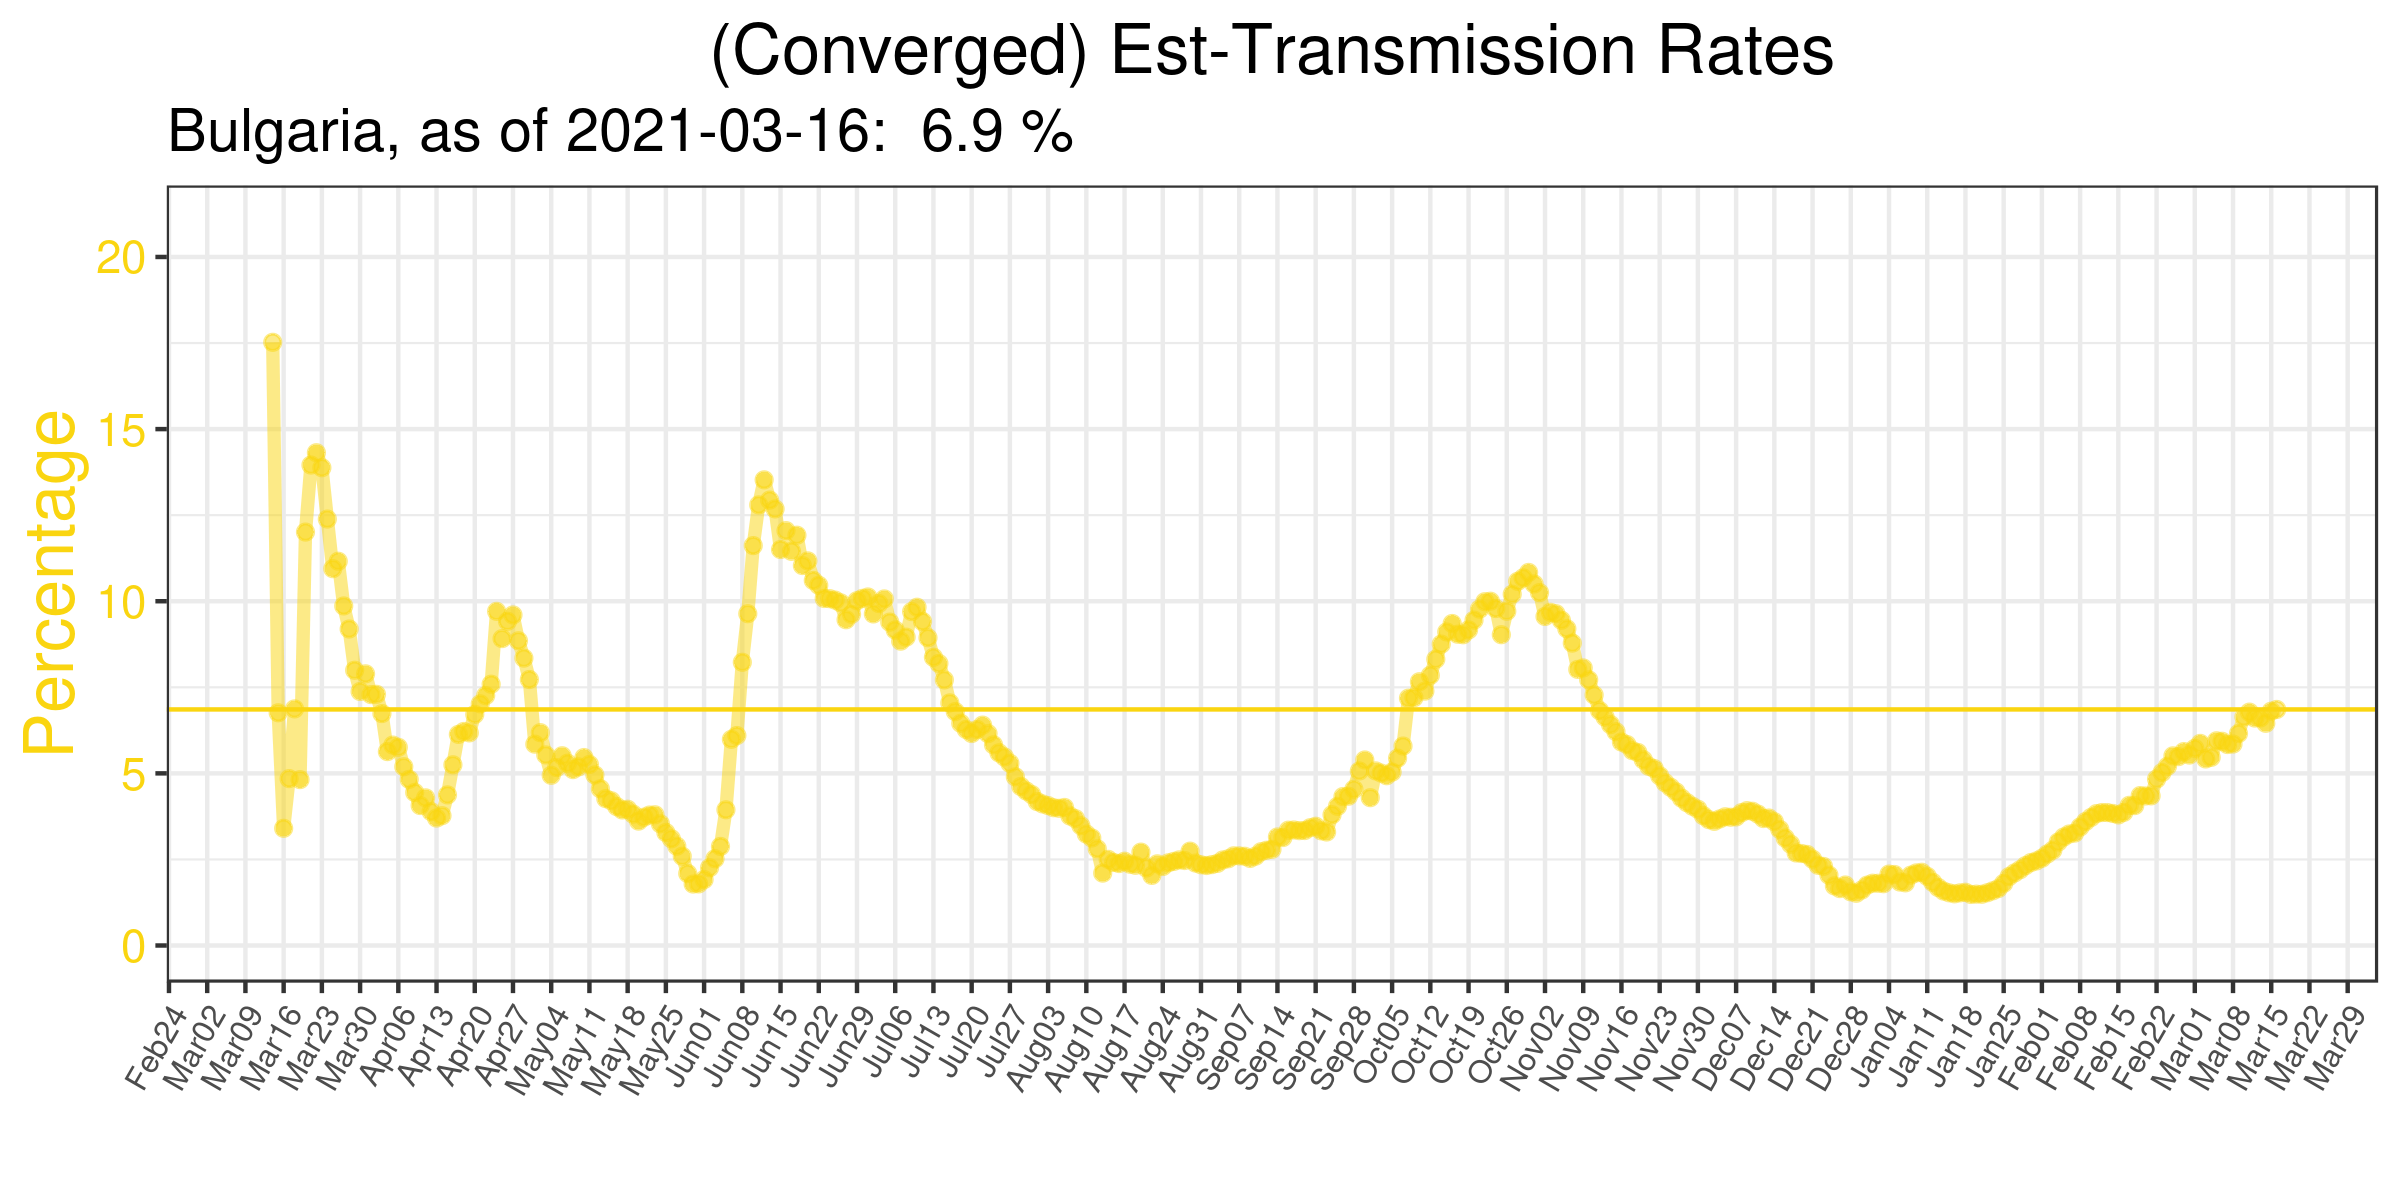 (Converged) Est-Transmission Rates
Bulgaria, as of 2021-03-16:  6.9 %
Percentage
20
15
10
5
0
Feb24
Mar02
Mar09
Mar16
Mar23
Mar30
Apr06
Apr13
Apr20
Apr27
May04
May11
May18
May25
Jun01
Jun08
Jun15
Jun22
Jun29
Jul06
Jul13
Jul20
Jul27
Aug03
Aug10
Aug17
Aug24
Aug31
Sep07
Sep14
Sep21
Sep28
Oct05
Oct12
Oct19
Oct26
Nov02
Nov09
Nov16
Nov23
Nov30
Dec07
Dec14
Dec21
Dec28
Jan04
Jan11
Jan18
Jan25
Feb01
Feb08
Feb15
Feb22
Mar01
Mar08
Mar15
Mar22
Mar29